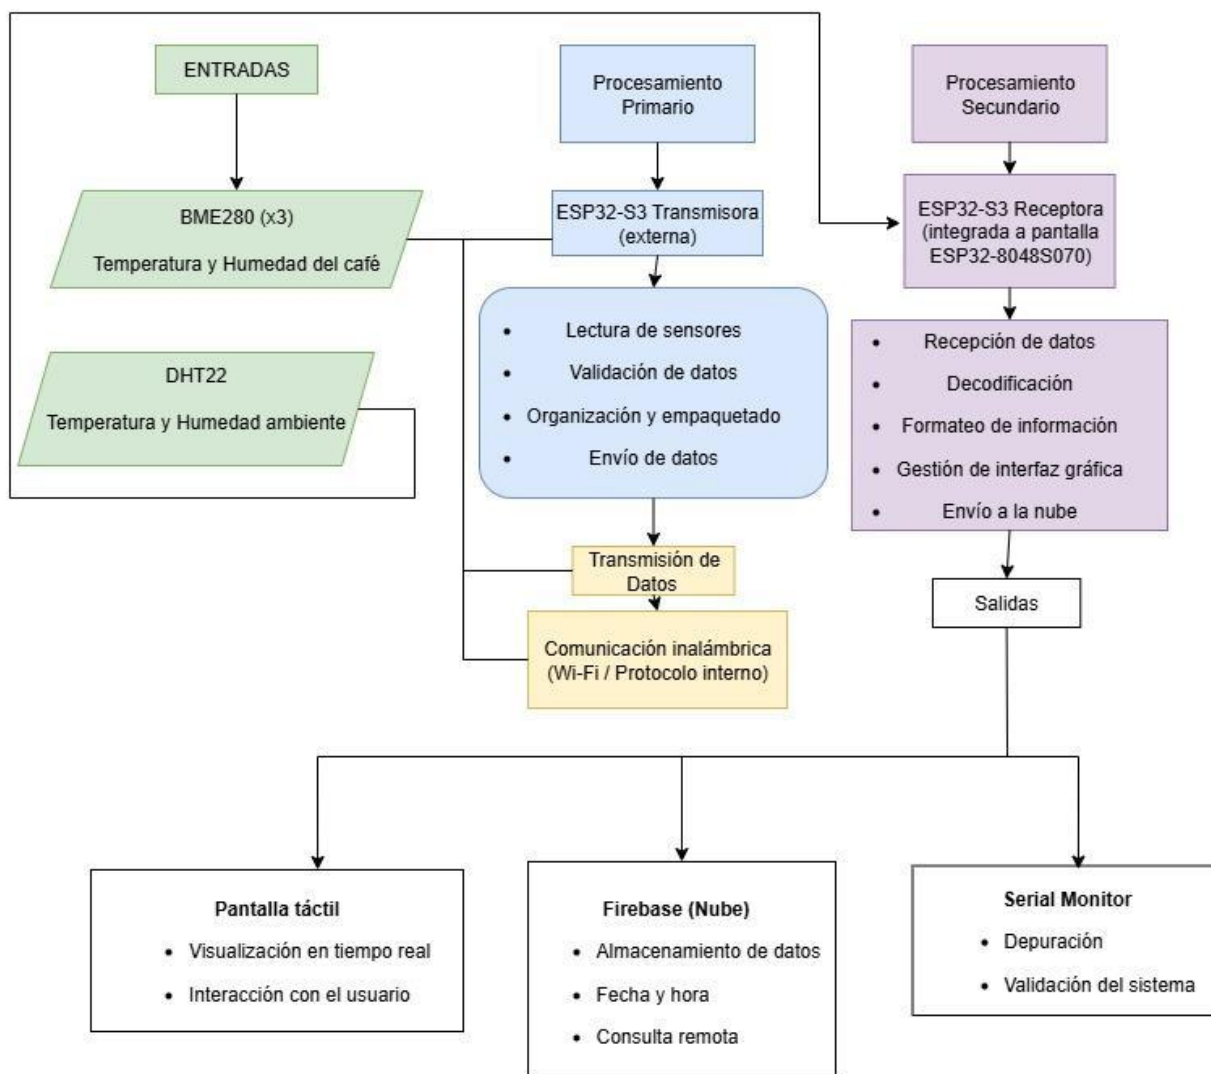 ENTRADAS
BME280 (x3)
Temperatura y Humedad del café
DHT22
Temperatura y Humedad ambiente
Procesamiento
Primario
ESP32-S3 Transmisora
(externa)
• Lectura de sensores
• Validación de datos
• Organización y empaquetado
• Envío de datos
Transmisión de
Datos
Comunicación inalámbrica
(Wi-Fi / Protocolo interno)
Procesamiento
Secundario
ESP32-S3 Receptora
(integrada a pantalla
ESP32-8048S070)
• Recepción de datos
• Decodificación
• Formateo de información
• Gestión de interfaz gráfica
• Envío a la nube
Salidas
Pantalla táctil
• Visualización en tiempo real
• Interacción con el usuario
Firebase (Nube)
• Almacenamiento de datos
• Fecha y hora
• Consulta remota
Serial Monitor
• Depuración
• Validación del sistema